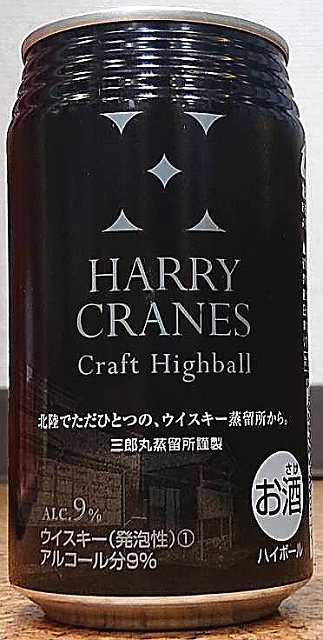 HARRY
CRANES
Craft Highball
北陸でただひとつの、ウイスキー蒸留所から。
三郎丸蒸留所謹製
ALC.9%
ウイスキー(発泡性)①
アルコール分9%
さけ
お酒
ハイボール